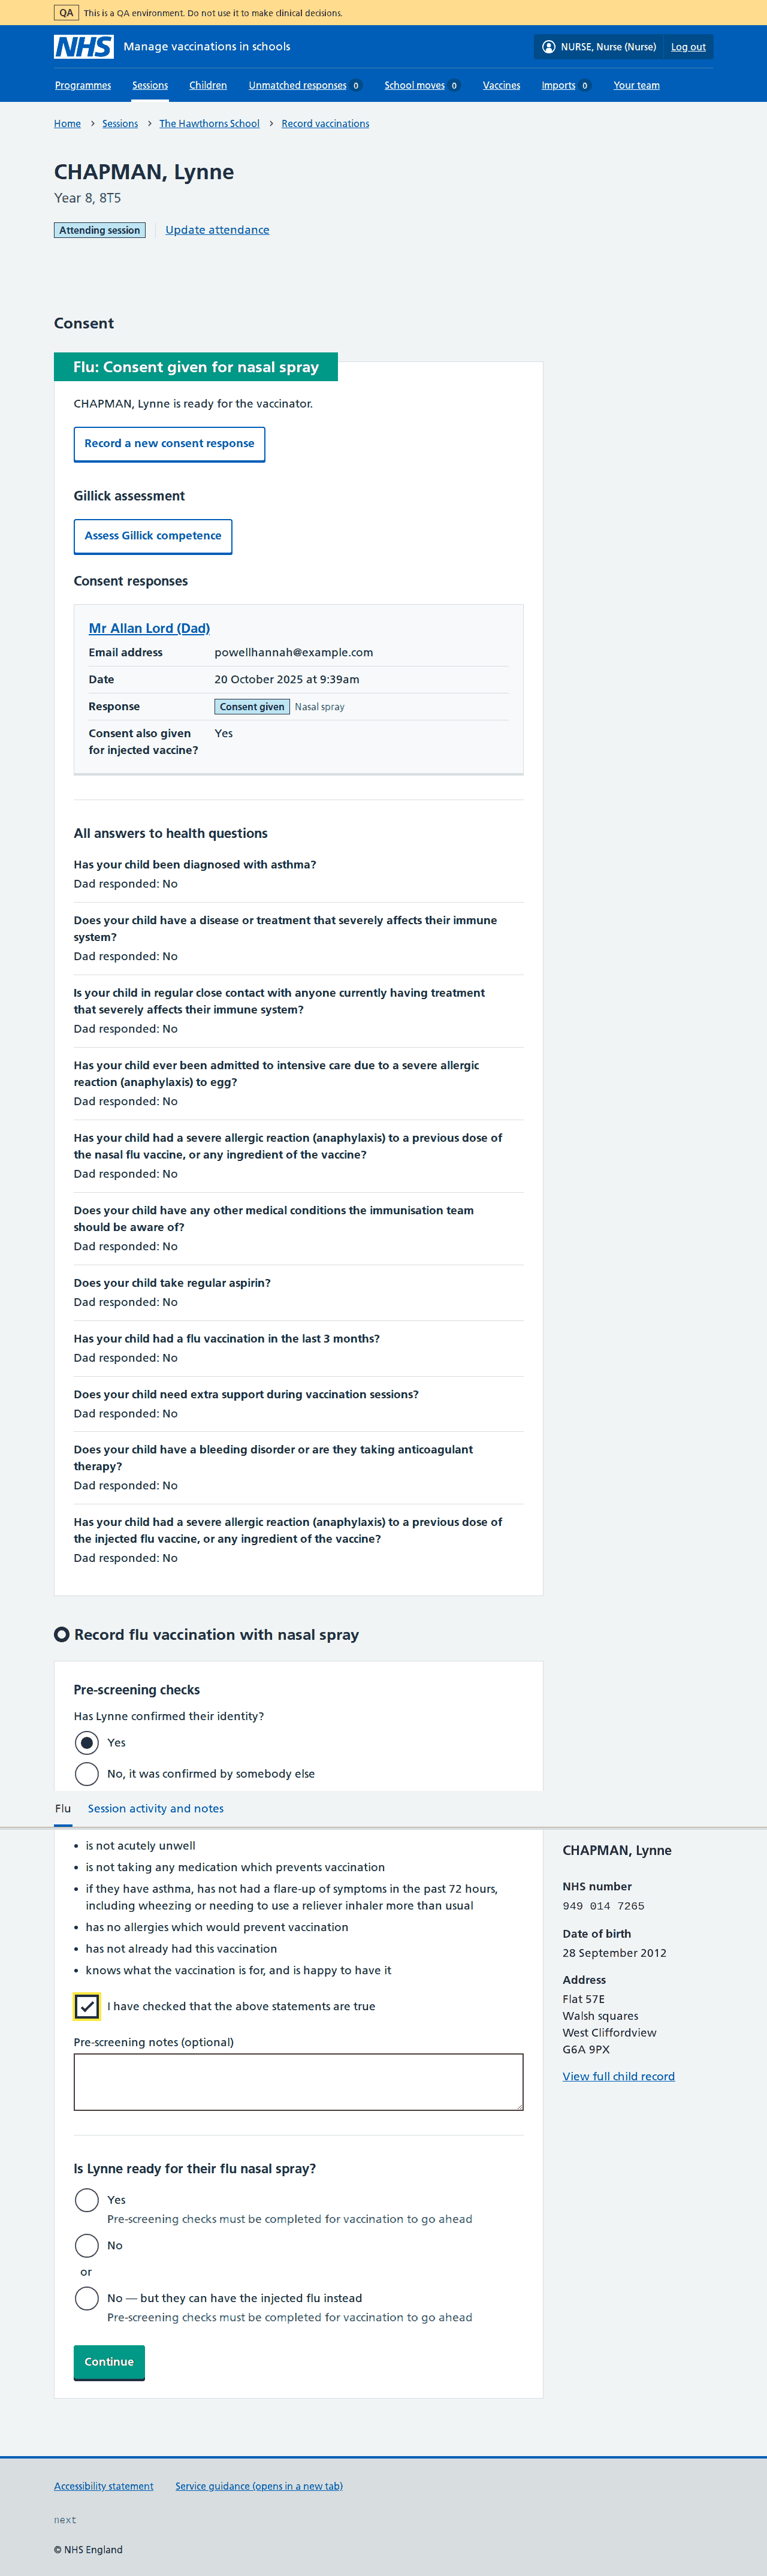 QA This is a QA environment. Do not use it to make clinical decisions.
NHS Manage vaccinations in schools NURSE, Nurse (Nurse) Log out
Programmes Sessions Children Unmatched responses 0 School moves 0 Vaccines Imports 0 Your team
Home > Sessions > The Hawthorns School > Record vaccinations
CHAPMAN, Lynne
Year 8, 8T5
Attending session Update attendance
Consent
Flu: Consent given for nasal spray
CHAPMAN, Lynne is ready for the vaccinator.
Record a new consent response
Gillick assessment
Assess Gillick competence
Consent responses
Mr Allan Lord (Dad)
Email address powellhannah@example.com
Date 20 October 2025 at 9:39am
Response Consent given Nasal spray
Consent also given Yes
for injected vaccine?
All answers to health questions
Has your child been diagnosed with asthma?
Dad responded: No
Does your child have a disease or treatment that severely affects their immune
system?
Dad responded: No
Is your child in regular close contact with anyone currently having treatment
that severely affects their immune system?
Dad responded: No
Has your child ever been admitted to intensive care due to a severe allergic
reaction (anaphylaxis) to egg?
Dad responded: No
Has your child had a severe allergic reaction (anaphylaxis) to a previous dose of
the nasal flu vaccine, or any ingredient of the vaccine?
Dad responded: No
Does your child have any other medical conditions the immunisation team
should be aware of?
Dad responded: No
Does your child take regular aspirin?
Dad responded: No
Has your child had a flu vaccination in the last 3 months?
Dad responded: No
Does your child need extra support during vaccination sessions?
Dad responded: No
Does your child have a bleeding disorder or are they taking anticoagulant
therapy?
Dad responded: No
Has your child had a severe allergic reaction (anaphylaxis) to a previous dose of
the injected flu vaccine, or any ingredient of the vaccine?
Dad responded: No
Record flu vaccination with nasal spray
Pre-screening checks
Has Lynne confirmed their identity?
Yes
No, it was confirmed by somebody else
Flu Session activity and notes
• is not acutely unwell
• is not taking any medication which prevents vaccination
• if they have asthma, has not had a flare-up of symptoms in the past 72 hours,
including wheezing or needing to use a reliever inhaler more than usual
• has no allergies which would prevent vaccination
• has not already had this vaccination
• knows what the vaccination is for, and is happy to have it
I have checked that the above statements are true
Pre-screening notes (optional)
Is Lynne ready for their flu nasal spray?
Yes
Pre-screening checks must be completed for vaccination to go ahead
No
or
No — but they can have the injected flu instead
Pre-screening checks must be completed for vaccination to go ahead
Continue
CHAPMAN, Lynne
NHS number
949 014 7265
Date of birth
28 September 2012
Address
Flat 57E
Walsh squares
West Cliffordview
G6A 9PX
View full child record
Accessibility statement Service guidance (opens in a new tab)
next
© NHS England